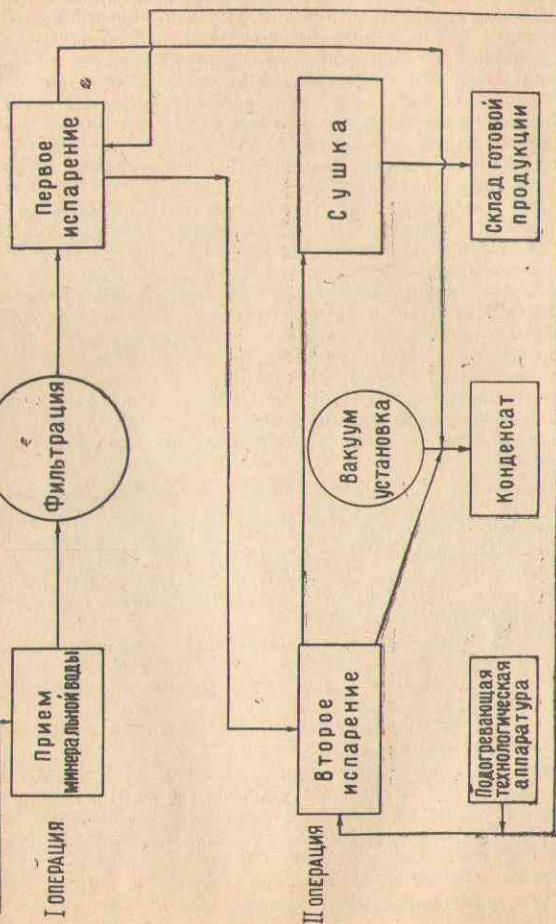 I ОПЕРАЦИЯ
Прием
минеральной воды
Фильтрация
Первое
испарение
II ОПЕРАЦИЯ
Второе
испарение
Вакуум
установка
Сушка
Подогревающая
технологическая
аппаратура
Конденсат
Склад готовой
продукции